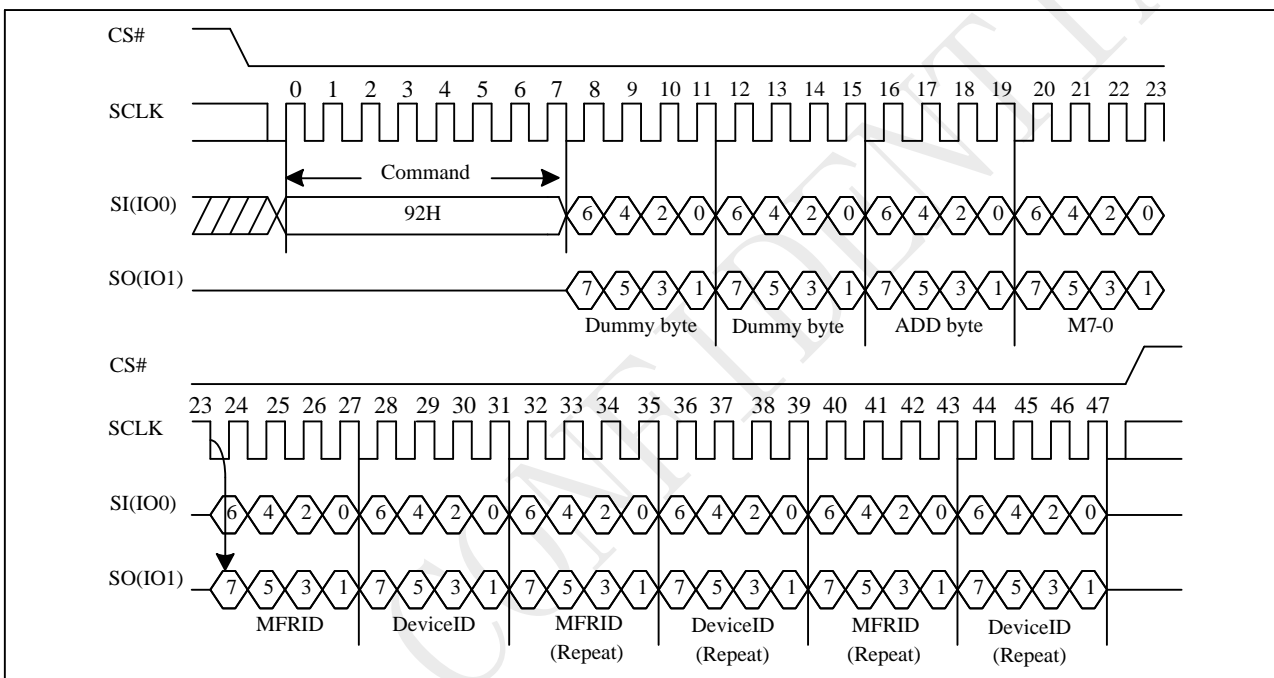 CS#
0 1 2 3 4 5 6 7 8 9 10 11 12 13 14 15 16 17 18 19 20 21 22 23
SCLK
Command
SI(IO0) 92H 6 4 2 0 6 4 2 0 6 4 2 0 6 4 2 0
SO(IO1) 7 5 3 1 7 5 3 1 7 5 3 1 7 5 3 1
Dummy byte Dummy byte ADD byte M7-0
CS#
23 24 25 26 27 28 29 30 31 32 33 34 35 36 37 38 39 40 41 42 43 44 45 46 47
SCLK
SI(IO0) 6 4 2 0 6 4 2 0 6 4 2 0 6 4 2 0 6 4 2 0 6 4 2 0
SO(IO1) 7 5 3 1 7 5 3 1 7 5 3 1 7 5 3 1 7 5 3 1 7 5 3 1
MFRID DeviceID MFRID DeviceID MFRID DeviceID
(Repeat) (Repeat) (Repeat) (Repeat)
CONFIDENTI